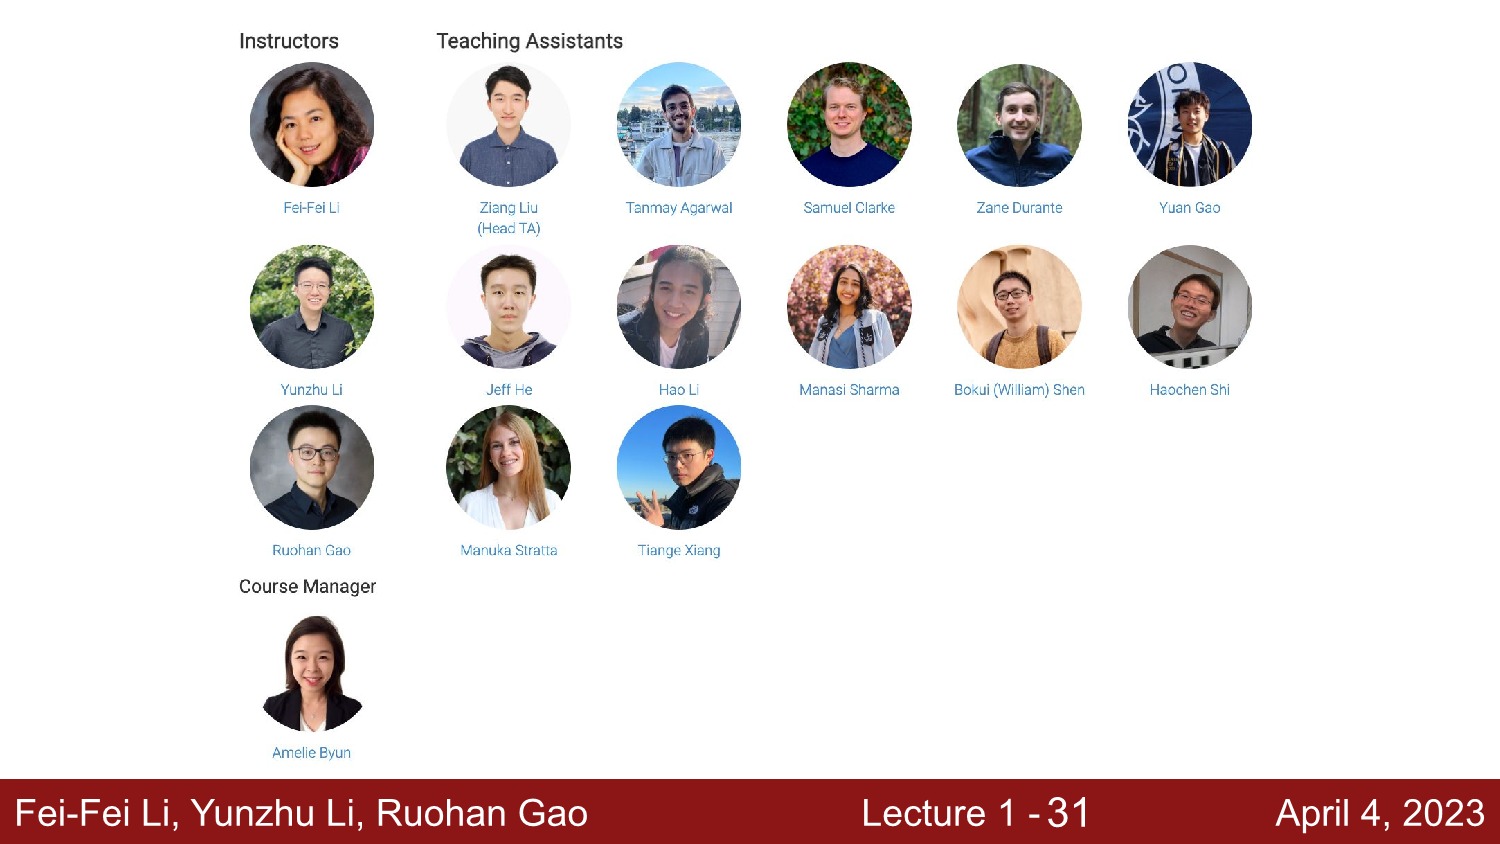 Instructors
Teaching Assistants
Fei-Fei Li
Ziang Liu
(Head TA)
Tanmay Agarwal
Samuel Clarke
Zane Durante
Yuan Gao
Yunzhu Li
Jeff He
Hao Li
Manasi Sharma
Bokui (William) Shen
Haochen Shi
Ruohan Gao
Manuka Stratta
Tiange Xiang
Course Manager
Amelie Byun
Fei-Fei Li, Yunzhu Li, Ruohan Gao
Lecture 1 - 31
April 4, 2023